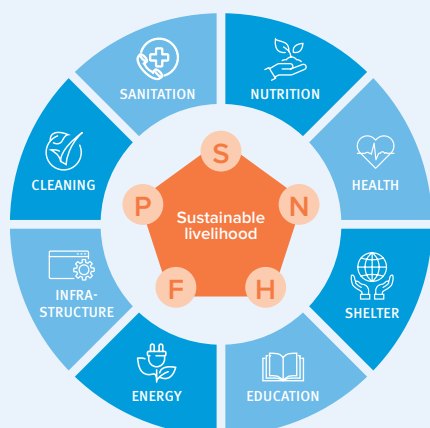 SANITATION
NUTRITION
CLEANING
HEALTH
S
P
N
Sustainable
livelihood
F
H
INFRA-
STRUCTURE
SHELTER
ENERGY
EDUCATION